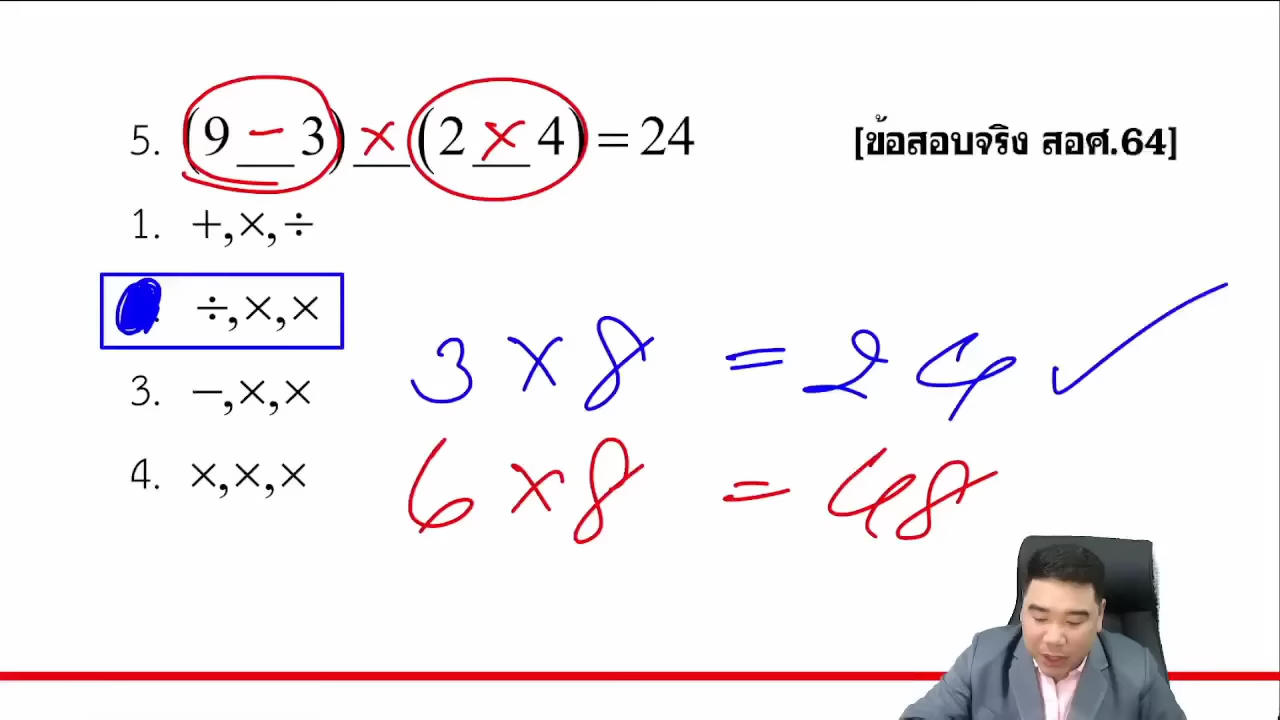 5. (9 − 3) × (2 × 4) = 24 [ข้อสอบจริง สอศ.64]
1. +,×,÷
÷,×,×
3. −,×,×
4. ×,×,×
3 × 8 = 24 ✓
6 × 8 = 48